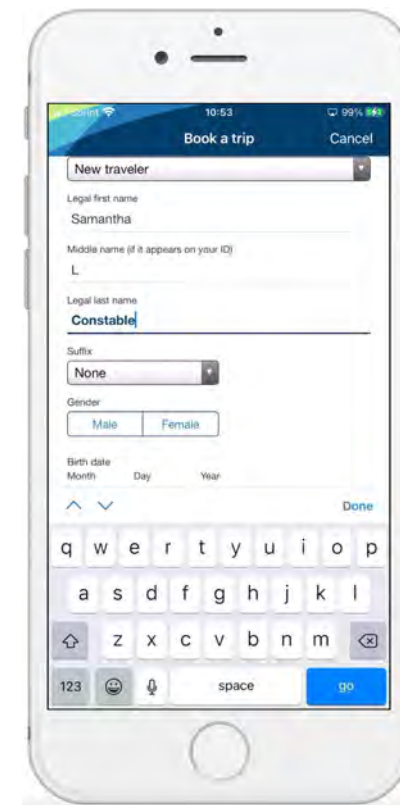 Sprint 10:53 99%
Book a trip Cancel
New traveler
Legal first name
Samantha
Middle name (if it appears on your ID)
L
Legal last name
Constable
Suffix
None
Gender
Male Female
Birth date
Month Day Year
Done
q w e r t y u i o p
a s d f g h j k l
z x c v b n m
123 space go